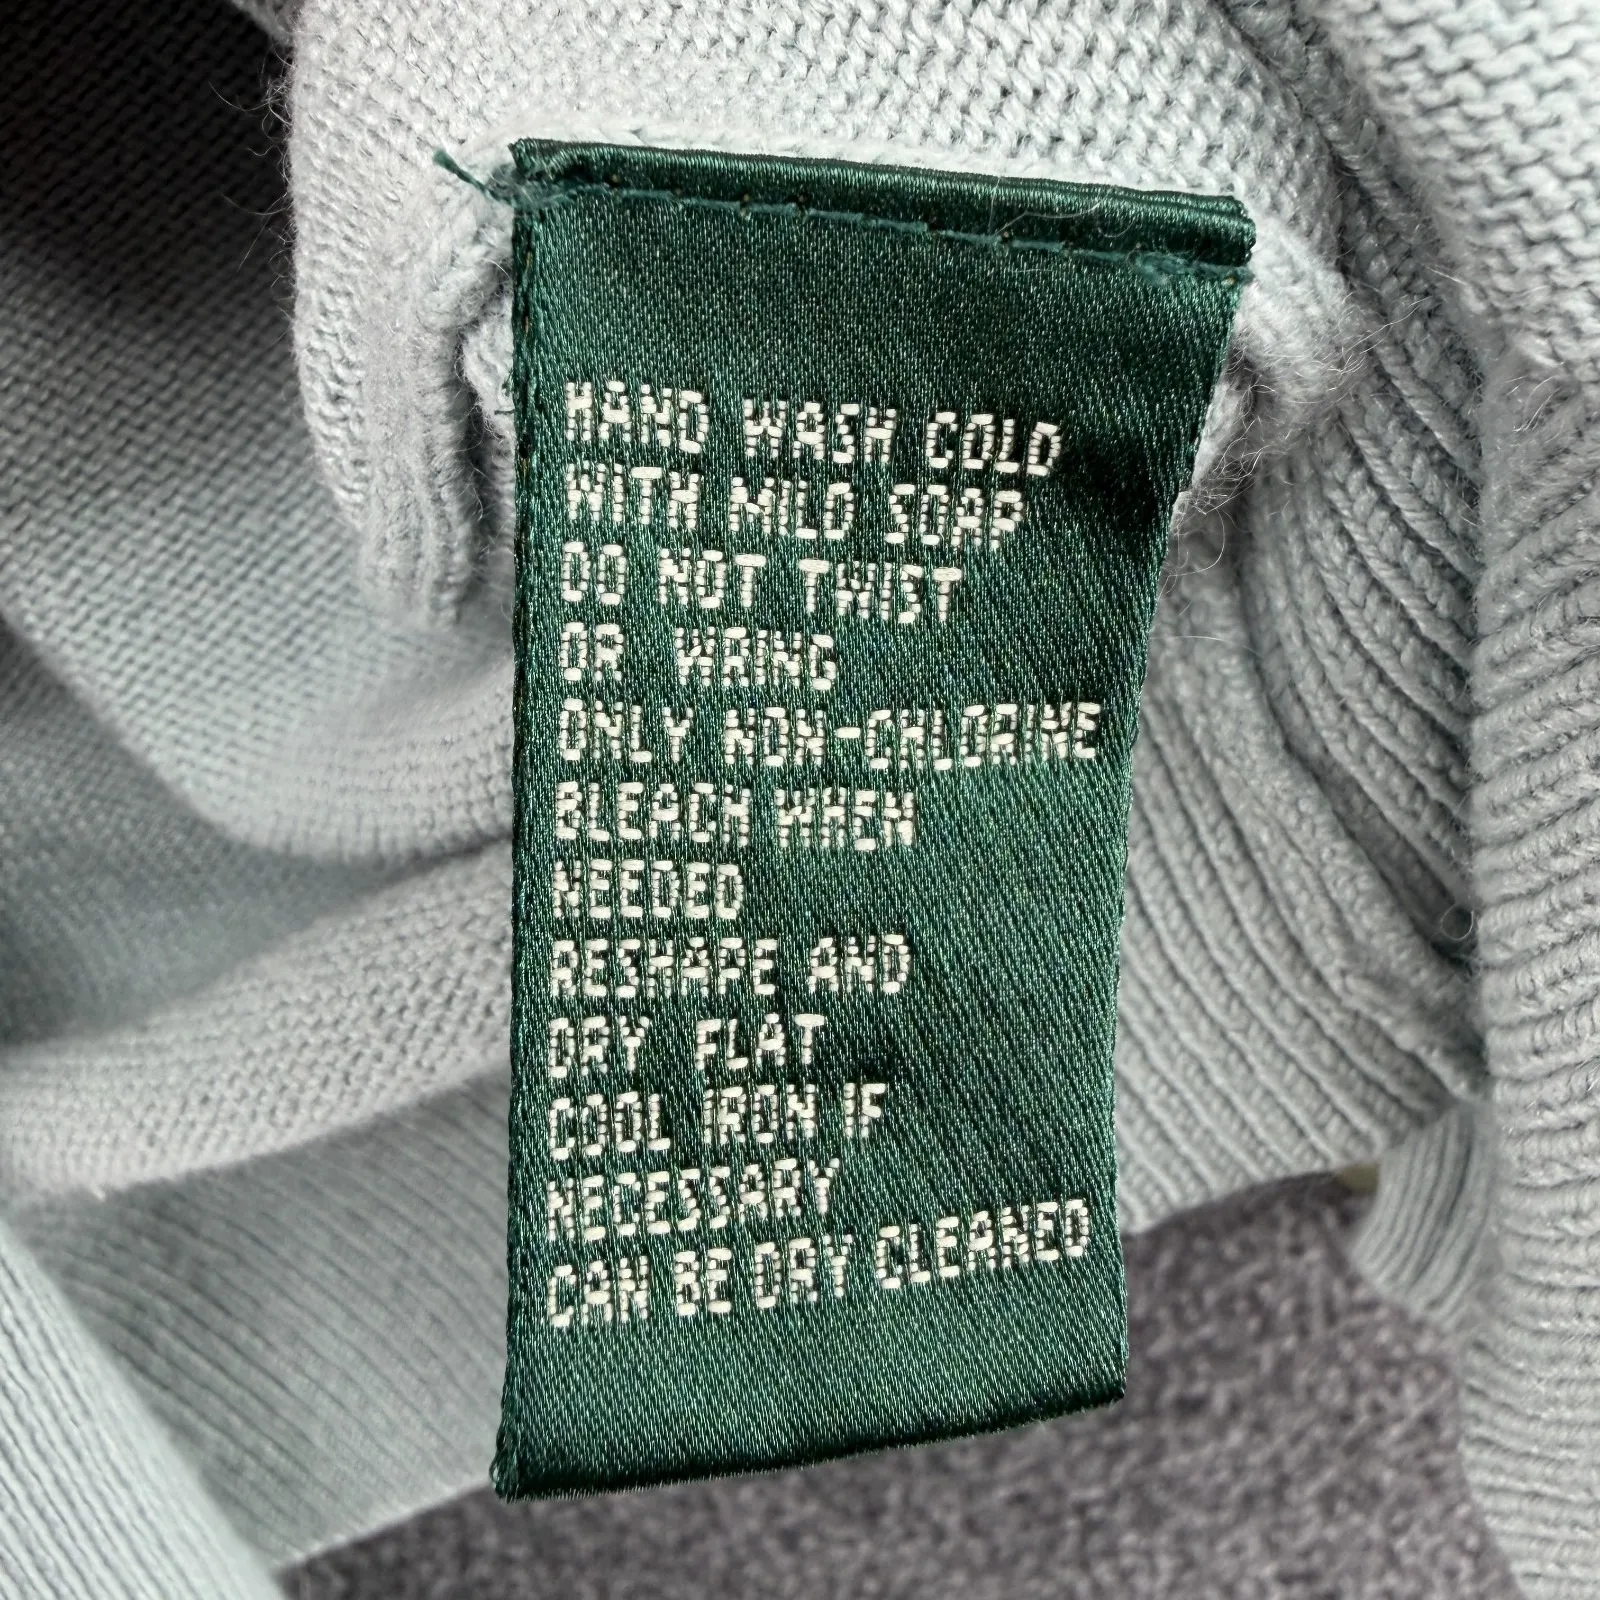 HAND WASH COLD
WITH MILD SOAP
DO NOT TWIST
OR WRING
ONLY NON-CHLORINE
BLEACH WHEN
NEEDED
RESHAPE AND
DRY FLAT
COOL IRON IF
NECESSARY
CAN BE DRY CLEANED